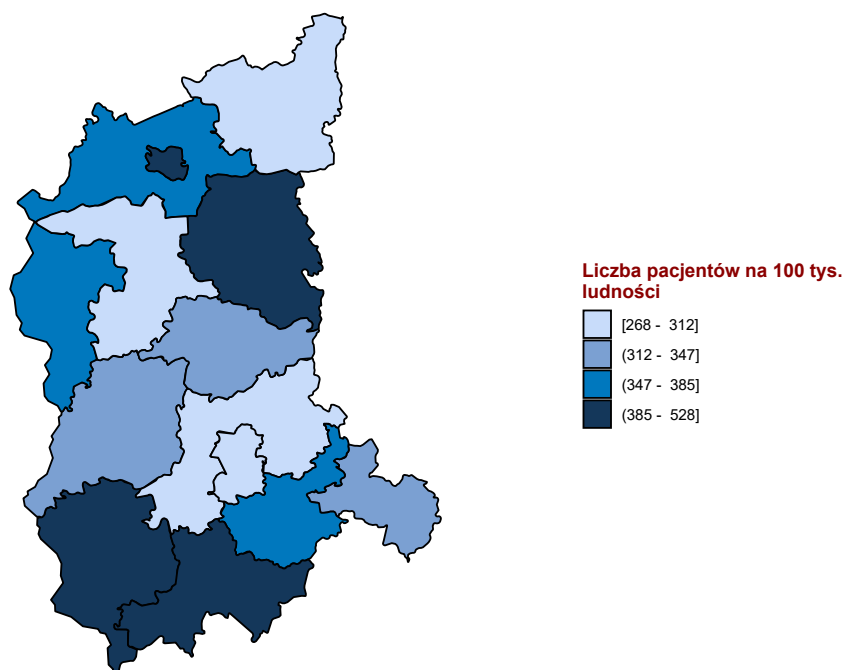 Liczba pacjentów na 100 tys.
ludności
[268 - 312]
(312 - 347]
(347 - 385]
(385 - 528]